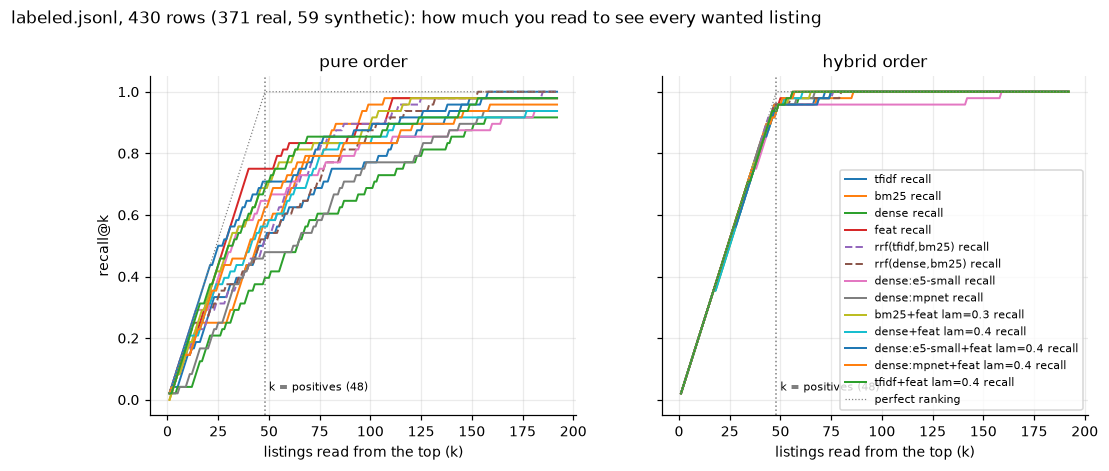 labeled.jsonl, 430 rows (371 real, 59 synthetic): how much you read to see every wanted listing
pure order
recall@k
1.0
0.8
0.6
0.4
0.2
0.0
k = positives (48)
0 25 50 75 100 125 150 175 200
listings read from the top (k)
hybrid order
tfidf recall
bm25 recall
dense recall
feat recall
rrf(tfidf,bm25) recall
rrf(dense,bm25) recall
dense:e5-small recall
dense:mpnet recall
bm25+feat lam=0.3 recall
dense+feat lam=0.4 recall
dense:e5-small+feat lam=0.4 recall
dense:mpnet+feat lam=0.4 recall
tfidf+feat lam=0.4 recall
perfect ranking
k = positives (48)
0 25 50 75 100 125 150 175 200
listings read from the top (k)